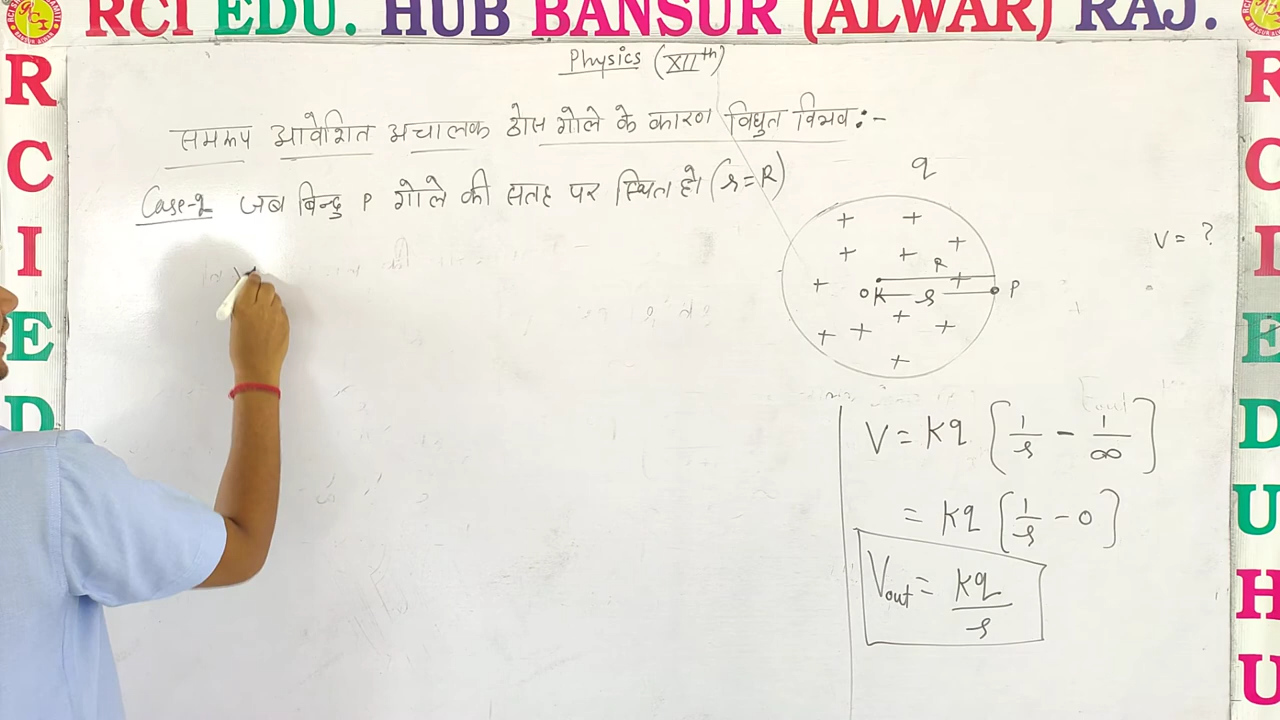 RCI EDU. HUB BANSUR (ALWAR) RAJ.
Physics (XIIth)
समरूप आवेशित अचालक ठोस गोले के कारण विद्युत विभव:-
Case-2 जब बिन्दु P गोले की सतह पर स्थित हो (r=R)
q
+ +
+ + +
R
+ O K r + P
+ + + +
+
V = ?
V = Kq [1/r - 1/∞]
= Kq [1/r - 0]
Vout = Kq/r
R
C
I
E
D
R
C
I
E
D
U
H
U